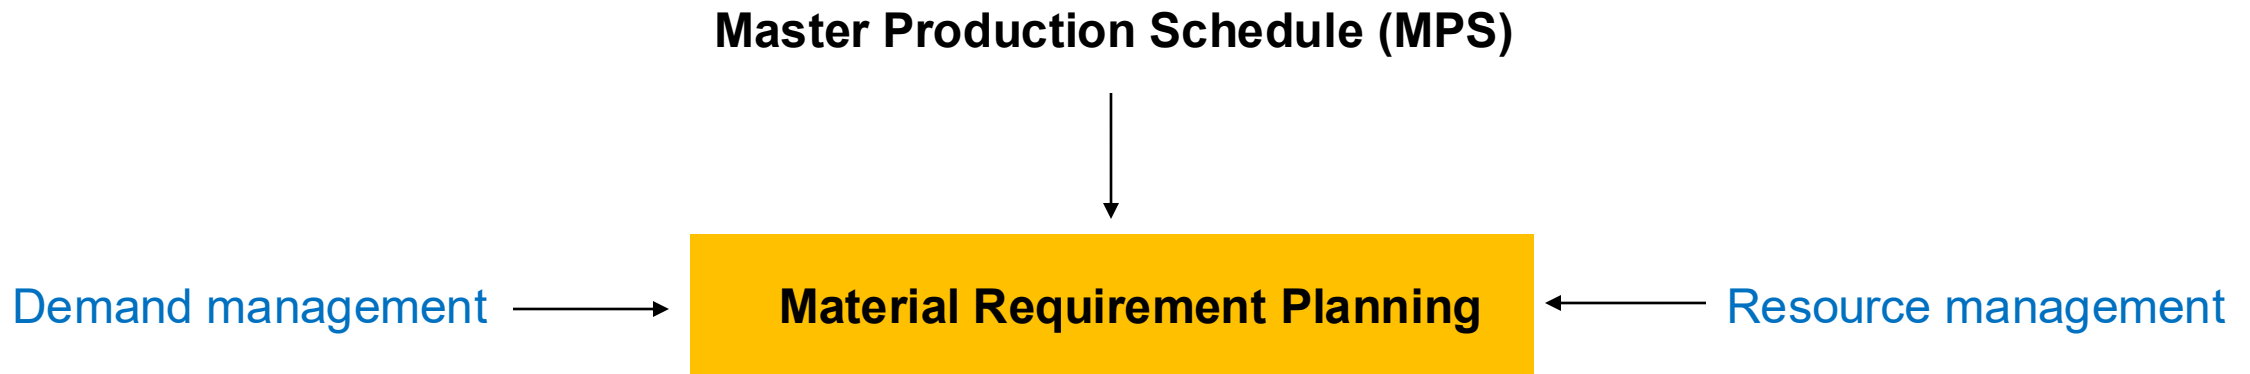 Master Production Schedule (MPS)
Demand management
Material Requirement Planning
Resource management